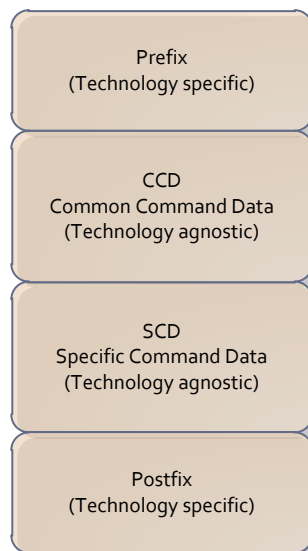 Prefix
(Technology specific)
CCD
Common Command Data
(Technology agnostic)
SCD
Specific Command Data
(Technology agnostic)
Postfix
(Technology specific)